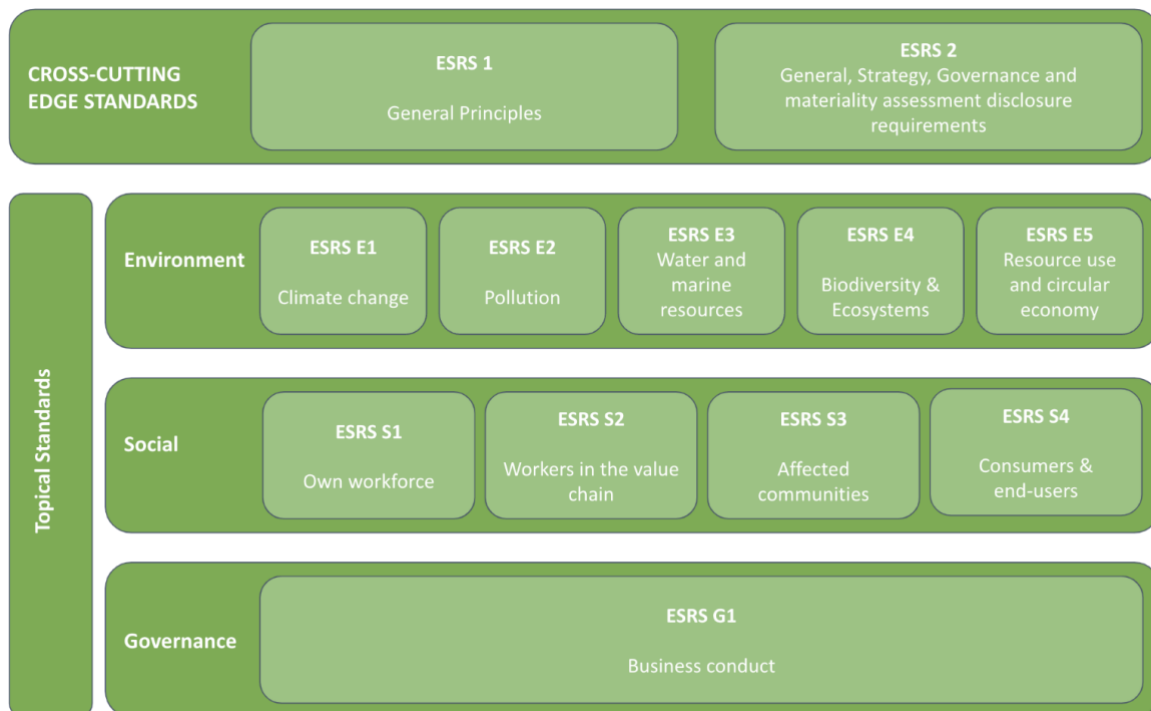 CROSS-CUTTING
EDGE STANDARDS
ESRS 1
General Principles
ESRS 2
General, Strategy, Governance and
materiality assessment disclosure
requirements
Topical Standards
Environment
ESRS E1
Climate change
ESRS E2
Pollution
ESRS E3
Water and
marine
resources
ESRS E4
Biodiversity &
Ecosystems
ESRS E5
Resource use
and circular
economy
Social
ESRS S1
Own workforce
ESRS S2
Workers in the value
chain
ESRS S3
Affected
communities
ESRS S4
Consumers &
end-users
Governance
ESRS G1
Business conduct